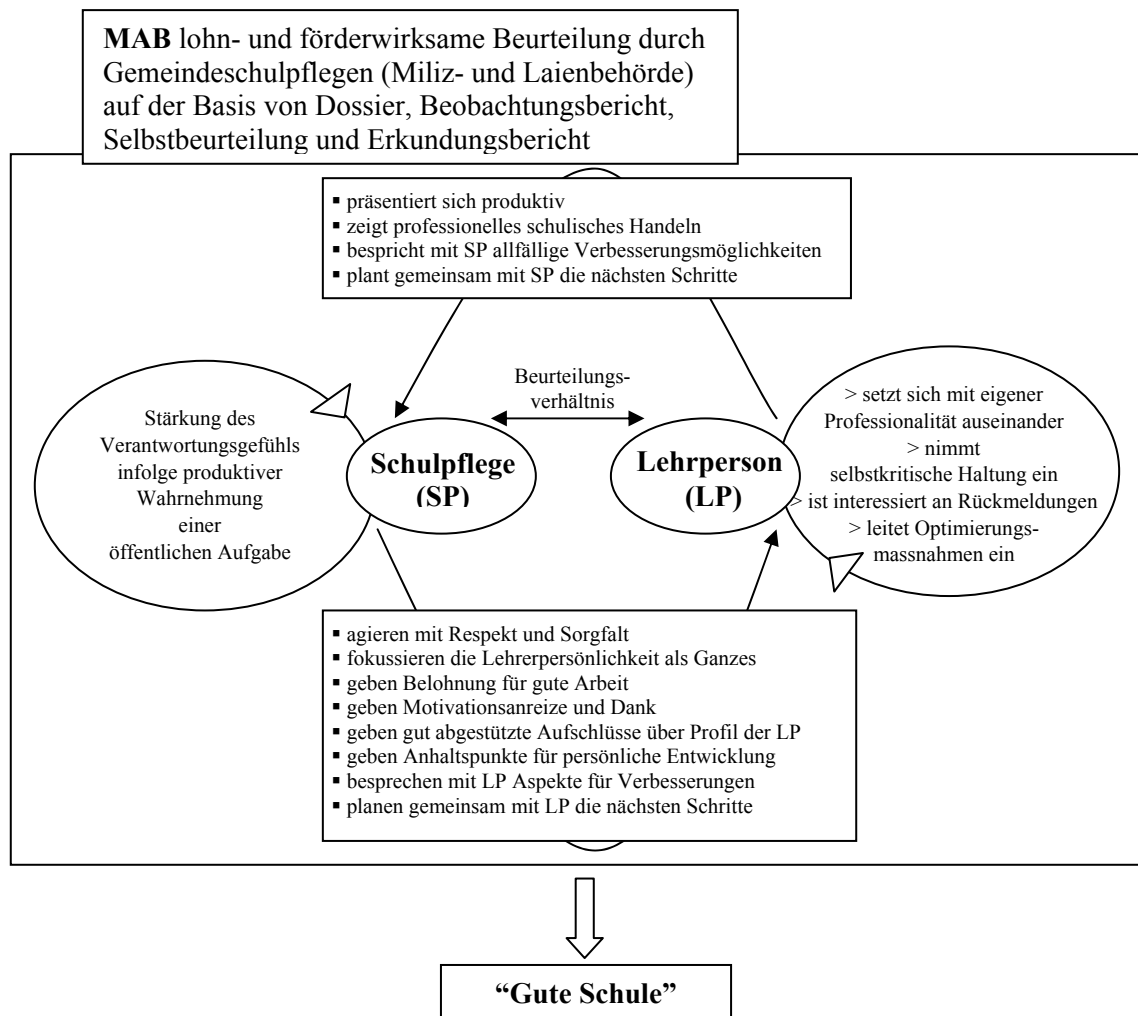 MAB lohn- und förderwirksame Beurteilung durch
Gemeindeschulpflegen (Miliz- und Laienbehörde)
auf der Basis von Dossier, Beobachtungsbericht,
Selbstbeurteilung und Erkundungsbericht
▪ präsentiert sich produktiv
▪ zeigt professionelles schulisches Handeln
▪ bespricht mit SP allfällige Verbesserungsmöglichkeiten
▪ plant gemeinsam mit SP die nächsten Schritte
Stärkung des
Verantwortungsgefühls
infolge produktiver
Wahrnehmung
einer
öffentlichen Aufgabe
Schulpflege
(SP)
Beurteilungs-
verhältnis
Lehrperson
(LP)
> setzt sich mit eigener
Professionalität auseinander
> nimmt
selbstkritische Haltung ein
> ist interessiert an Rückmeldungen
> leitet Optimierungs-
massnahmen ein
▪ agieren mit Respekt und Sorgfalt
▪ fokussieren die Lehrerpersönlichkeit als Ganzes
▪ geben Belohnung für gute Arbeit
▪ geben Motivationsanreize und Dank
▪ geben gut abgestützte Aufschlüsse über Profil der LP
▪ geben Anhaltspunkte für persönliche Entwicklung
▪ besprechen mit LP Aspekte für Verbesserungen
▪ planen gemeinsam mit LP die nächsten Schritte
“Gute Schule”